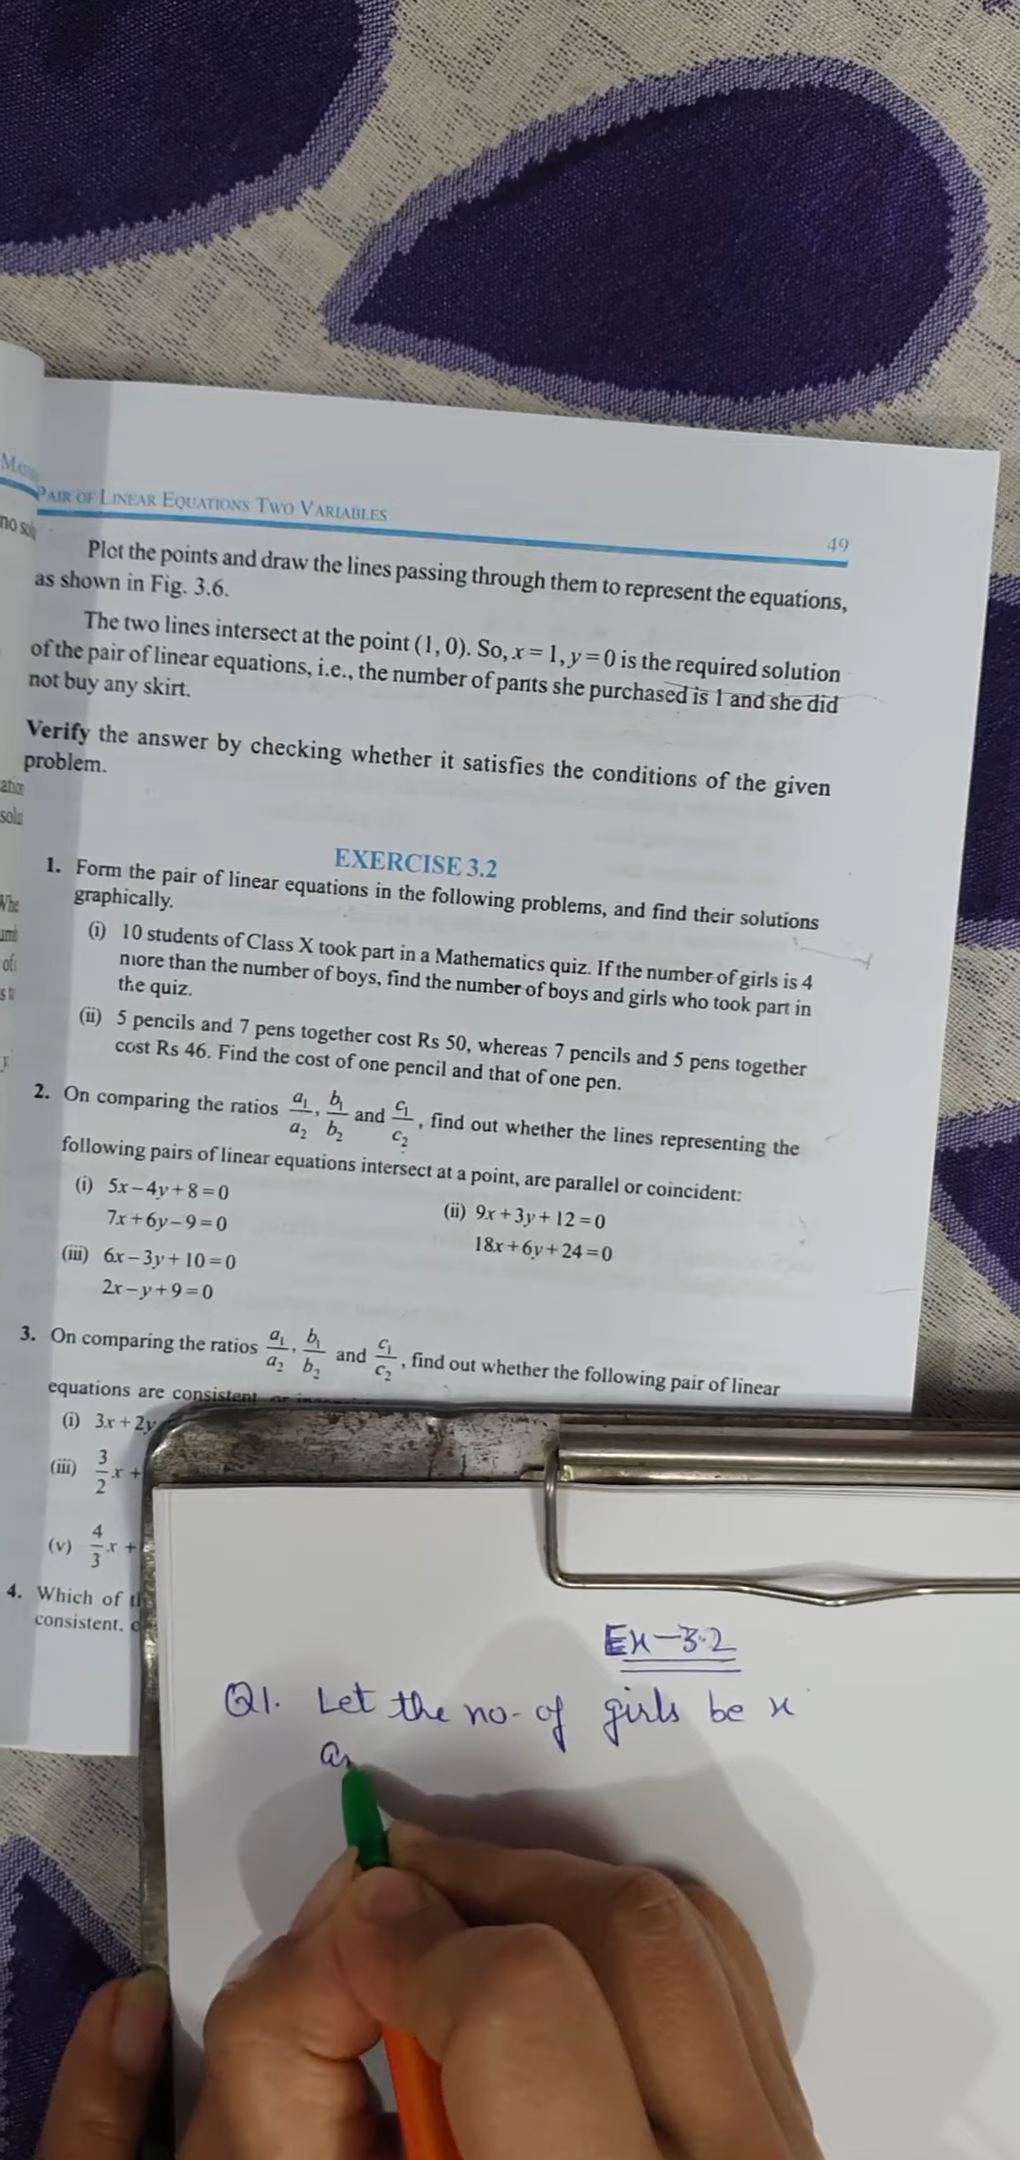 PAIR OF LINEAR EQUATIONS TWO VARIABLES
49
no
Plot the points and draw the lines passing through them to represent the equations,
as shown in Fig. 3.6.
The two lines intersect at the point (1, 0). So, x = 1, y = 0 is the required solution
of the pair of linear equations, i.e., the number of pants she purchased is 1 and she did
not buy any skirt.
Verify the answer by checking whether it satisfies the conditions of the given
problem.
EXERCISE 3.2
1. Form the pair of linear equations in the following problems, and find their solutions
graphically.
(i) 10 students of Class X took part in a Mathematics quiz. If the number of girls is 4
more than the number of boys, find the number of boys and girls who took part in
the quiz.
(ii) 5 pencils and 7 pens together cost Rs 50, whereas 7 pencils and 5 pens together
cost Rs 46. Find the cost of one pencil and that of one pen.
2. On comparing the ratios a₁/a₂, b₁/b₂ and c₁/c₂, find out whether the lines representing the
following pairs of linear equations intersect at a point, are parallel or coincident:
(i) 5x – 4y + 8 = 0
7x + 6y – 9 = 0
(ii) 9x + 3y + 12 = 0
18x + 6y + 24 = 0
(iii) 6x – 3y + 10 = 0
2x – y + 9 = 0
3. On comparing the ratios a₁/a₂, b₁/b₂ and c₁/c₂, find out whether the following pair of linear
equations are consistent, or
(i) 3x + 2y
(iii) 3/2 x +
(v) 4/3 x +
4. Which of
consistent.
Ex-3.2
Q1. Let the no. of girls be x
an